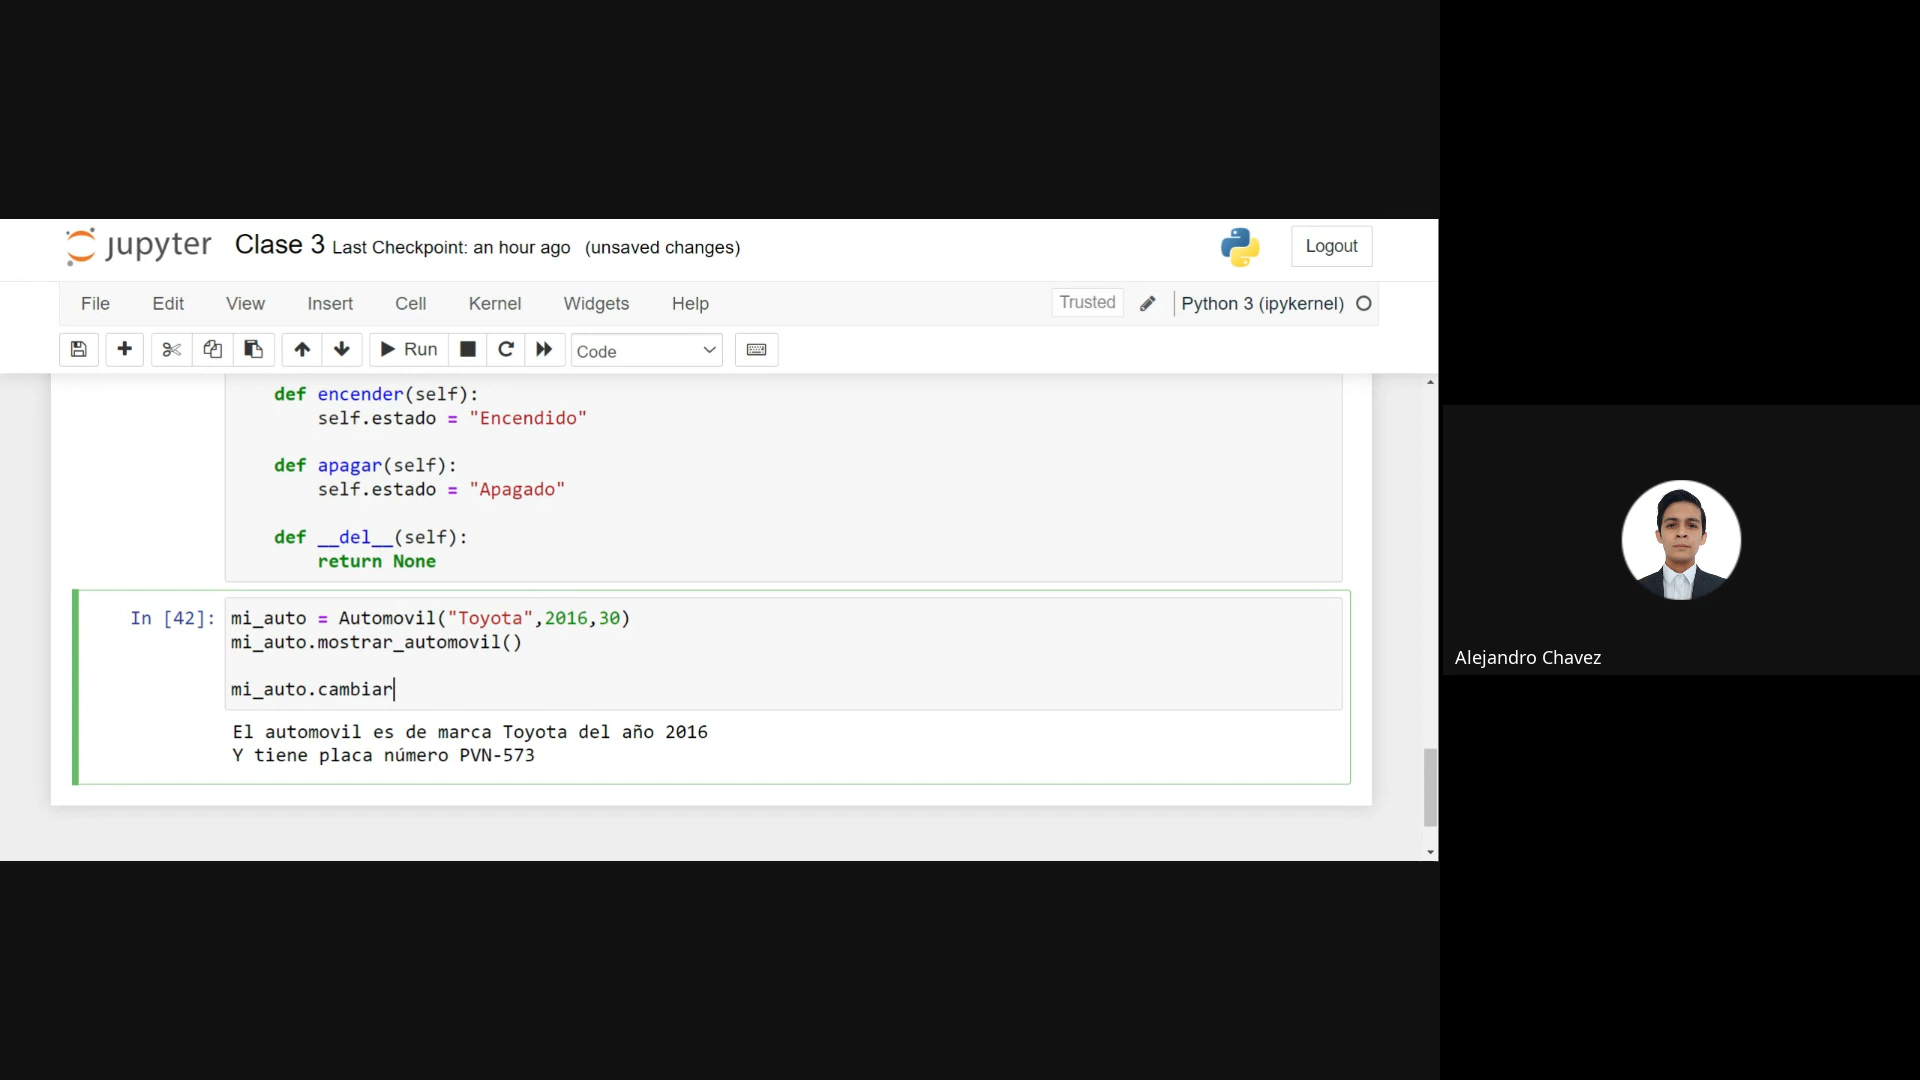 jupyter Clase 3 Last Checkpoint: an hour ago (unsaved changes) Logout
File Edit View Insert Cell Kernel Widgets Help Trusted Python 3 (ipykernel)
Run Code
def encender(self):
self.estado = "Encendido"
def apagar(self):
self.estado = "Apagado"
def __del__(self):
return None
In [42]: mi_auto = Automovil("Toyota",2016,30)
mi_auto.mostrar_automovil()
mi_auto.cambiar
El automovil es de marca Toyota del año 2016
Y tiene placa número PVN-573
Alejandro Chavez